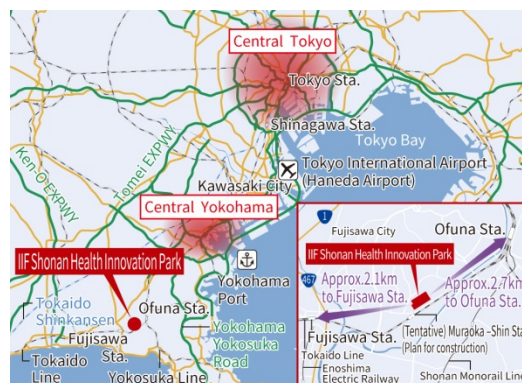 Central Tokyo
Tokyo Sta.
Shinagawa Sta.
Tokyo Bay
Ken-O EXPWY
Tomei EXPWY
Tokyo International Airport
(Haneda Airport)
Kawasaki City
Central Yokohama
IIF Shonan Health Innovation Park
Yokohama
Port
Ofuna Sta.
Tokaido
Shinkansen
Fujisawa
Sta.
Yokohama
Yokosuka
Road
Tokaido
Line
Yokosuka Line
1
Fujisawa City
Ofuna Sta.
IIF Shonan Health Innovation Park
467
Approx.2.1km
to Fujisawa Sta.
Approx.2.7km
to Ofuna Sta.
Fujisawa Sta.
(Tentative) Muraoka-Shin Sta
(Plan for construction)
Tokaido Line
Enoshima
Electric Railway
Shonan Monorail Line